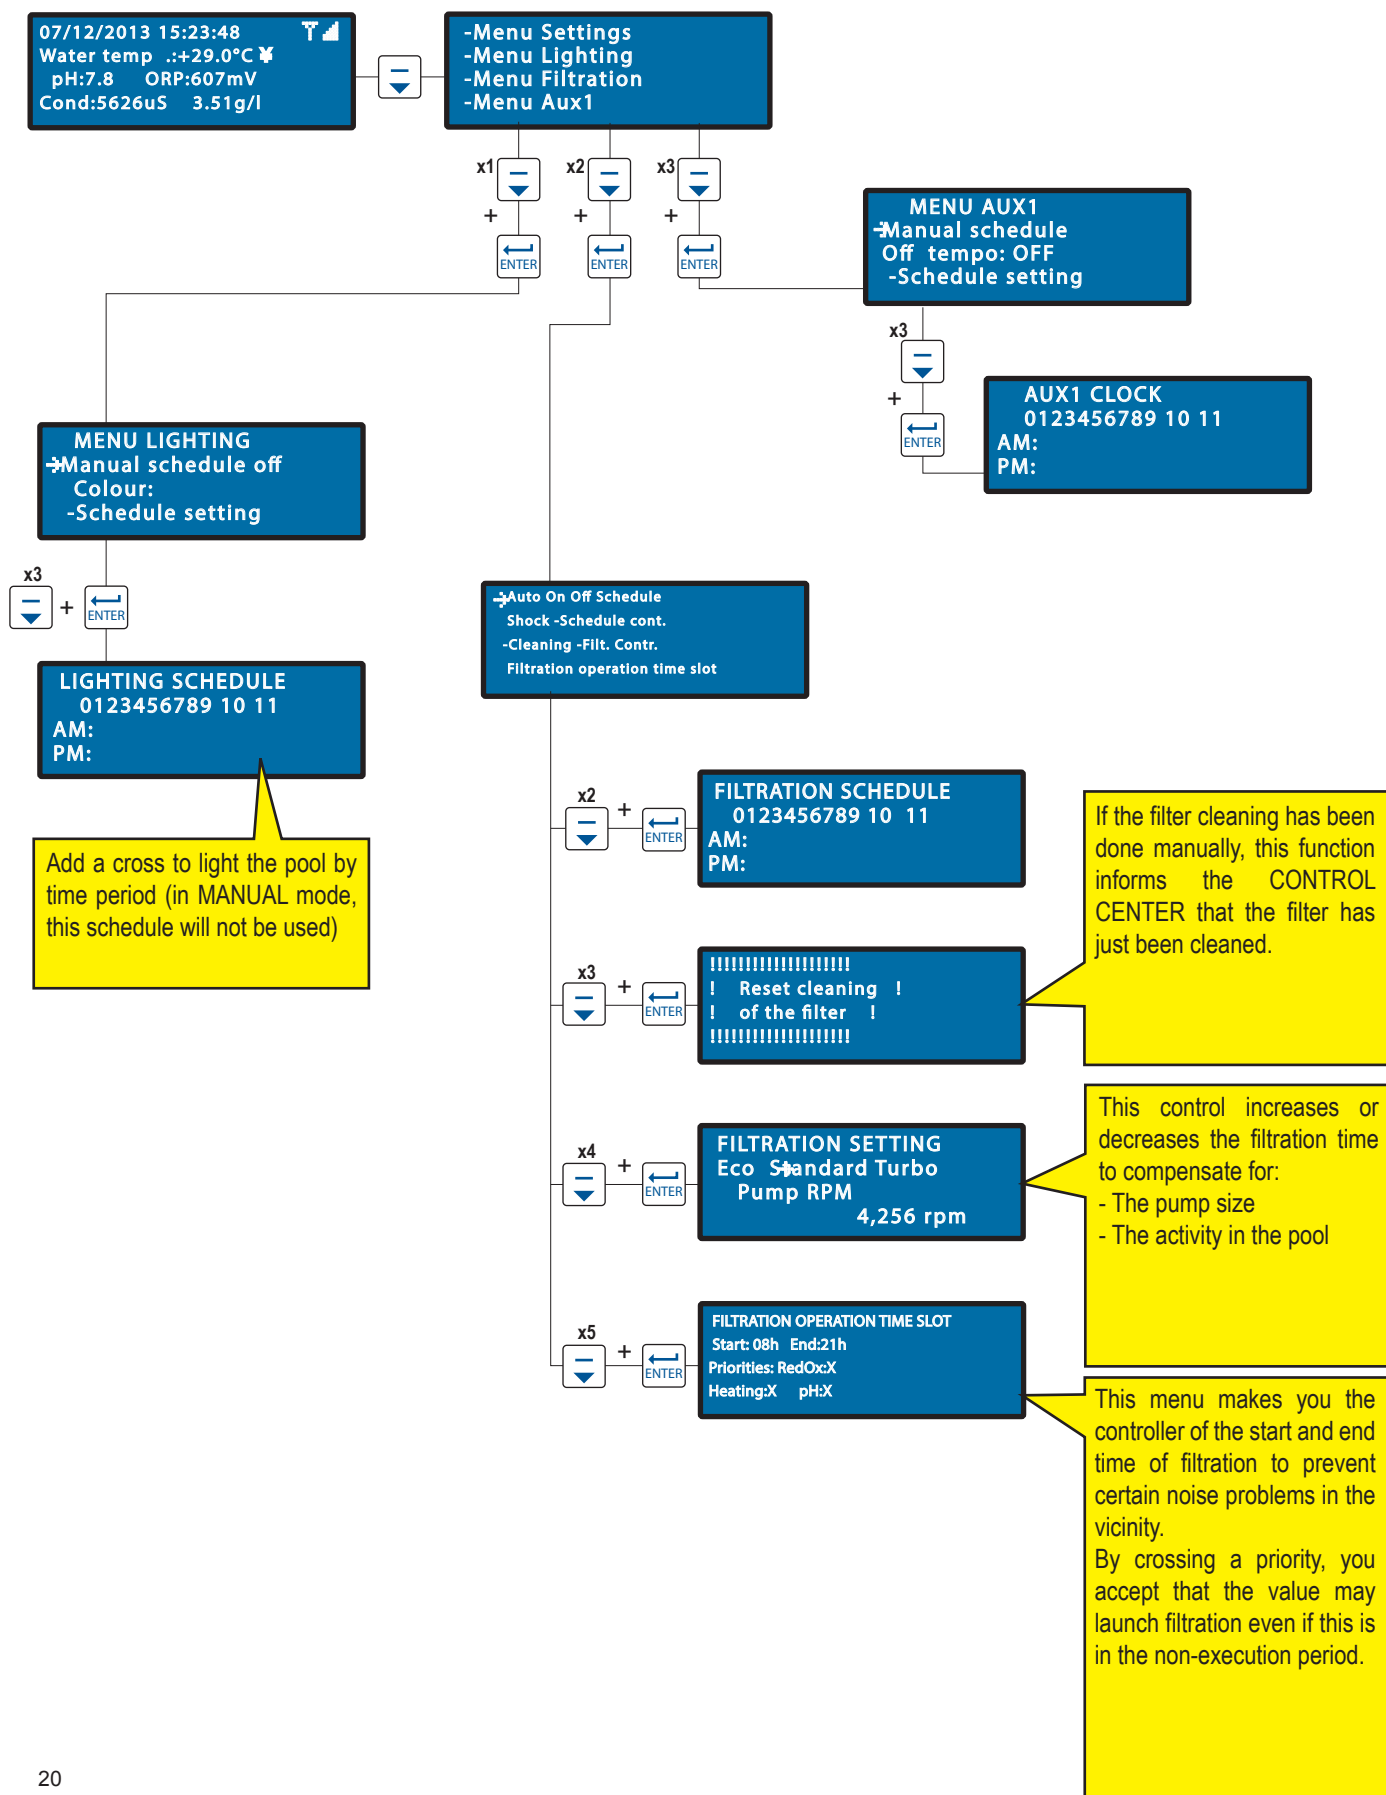 07/12/2013 15:23:48
Water temp .:+29.0°C
pH:7.8 ORP:607mV
Cond:5626uS 3.51g/l
-Menu Settings
-Menu Lighting
-Menu Filtration
-Menu Aux1
x1
x2
x3
+
+
+
ENTER
ENTER
ENTER
MENU AUX1
Manual schedule
Off tempo: OFF
-Schedule setting
x3
+
ENTER
AUX1 CLOCK
0123456789 10 11
AM:
PM:
MENU LIGHTING
Manual schedule off
Colour:
-Schedule setting
x3
+
ENTER
LIGHTING SCHEDULE
0123456789 10 11
AM:
PM:
Add a cross to light the pool by
time period (in MANUAL mode,
this schedule will not be used)
Auto On Off Schedule
Shock -Schedule cont.
-Cleaning -Filt. Contr.
Filtration operation time slot
x2
+
ENTER
FILTRATION SCHEDULE
0123456789 10 11
AM:
PM:
x3
+
ENTER
!!!!!!!!!!!!!!!!!!!!
! Reset cleaning !
! of the filter !
!!!!!!!!!!!!!!!!!!!!
If the filter cleaning has been
done manually, this function
informs the CONTROL
CENTER that the filter has
just been cleaned.
x4
+
ENTER
FILTRATION SETTING
Eco Standard Turbo
Pump RPM
4,256 rpm
This control increases or
decreases the filtration time
to compensate for:
- The pump size
- The activity in the pool
x5
+
ENTER
FILTRATION OPERATION TIME SLOT
Start: 08h End:21h
Priorities: RedOx:X
Heating:X pH:X
This menu makes you the
controller of the start and end
time of filtration to prevent
certain noise problems in the
vicinity.
By crossing a priority, you
accept that the value may
launch filtration even if this is
in the non-execution period.
20